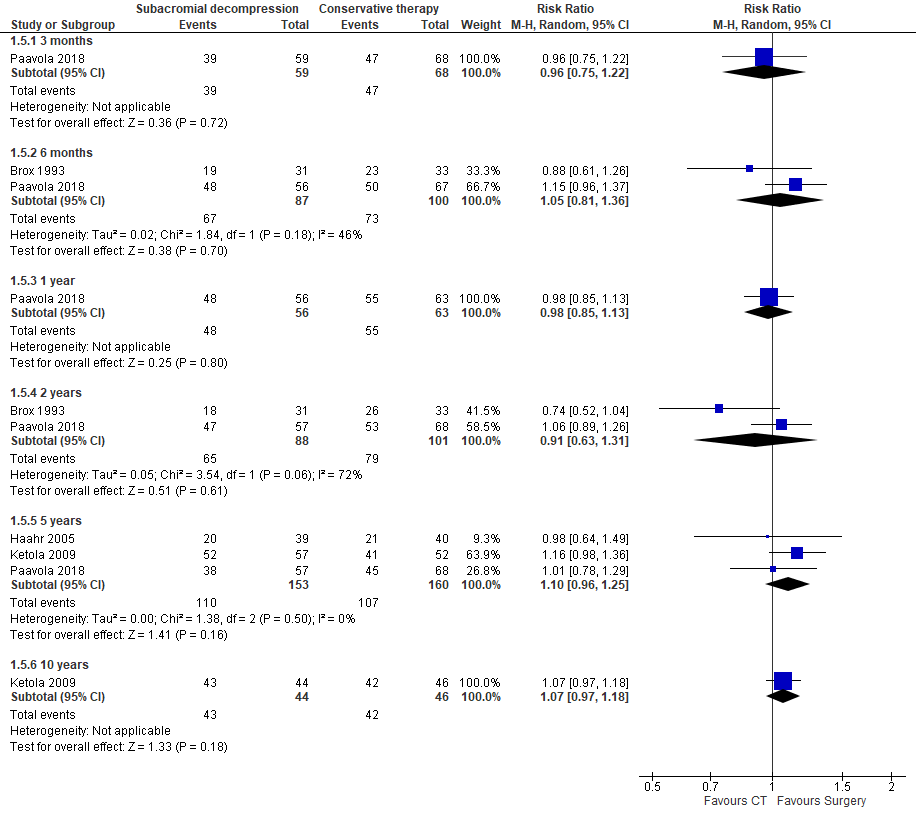 Subacromial decompression Conservative therapy Risk Ratio Risk Ratio
Study or Subgroup Events Total Events Total Weight M-H, Random, 95% CI M-H, Random, 95% CI
1.5.1 3 months
Paavola 2018 39 59 47 68 100.0% 0.96 [0.75, 1.22]
Subtotal (95% CI) 59 68 100.0% 0.96 [0.75, 1.22]
Total events 39 47
Heterogeneity: Not applicable
Test for overall effect: Z = 0.36 (P = 0.72)
1.5.2 6 months
Brox 1993 19 31 23 33 33.3% 0.88 [0.61, 1.26]
Paavola 2018 48 56 50 67 66.7% 1.15 [0.96, 1.37]
Subtotal (95% CI) 87 100 100.0% 1.05 [0.81, 1.36]
Total events 67 73
Heterogeneity: Tau² = 0.02; Chi² = 1.84, df = 1 (P = 0.18); I² = 46%
Test for overall effect: Z = 0.38 (P = 0.70)
1.5.3 1 year
Paavola 2018 48 56 55 63 100.0% 0.98 [0.85, 1.13]
Subtotal (95% CI) 56 63 100.0% 0.98 [0.85, 1.13]
Total events 48 55
Heterogeneity: Not applicable
Test for overall effect: Z = 0.25 (P = 0.80)
1.5.4 2 years
Brox 1993 18 31 26 33 41.5% 0.74 [0.52, 1.04]
Paavola 2018 47 57 53 68 58.5% 1.06 [0.89, 1.26]
Subtotal (95% CI) 88 101 100.0% 0.91 [0.63, 1.31]
Total events 65 79
Heterogeneity: Tau² = 0.05; Chi² = 3.54, df = 1 (P = 0.06); I² = 72%
Test for overall effect: Z = 0.51 (P = 0.61)
1.5.5 5 years
Haahr 2005 20 39 21 40 9.3% 0.98 [0.64, 1.49]
Ketola 2009 52 57 41 52 63.9% 1.16 [0.98, 1.36]
Paavola 2018 38 57 45 68 26.8% 1.01 [0.78, 1.29]
Subtotal (95% CI) 153 160 100.0% 1.10 [0.96, 1.25]
Total events 110 107
Heterogeneity: Tau² = 0.00; Chi² = 1.38, df = 2 (P = 0.50); I² = 0%
Test for overall effect: Z = 1.41 (P = 0.16)
1.5.6 10 years
Ketola 2009 43 44 42 46 100.0% 1.07 [0.97, 1.18]
Subtotal (95% CI) 44 46 100.0% 1.07 [0.97, 1.18]
Total events 43 42
Heterogeneity: Not applicable
Test for overall effect: Z = 1.33 (P = 0.18)
0.5 0.7 1 1.5 2
Favours CT Favours Surgery